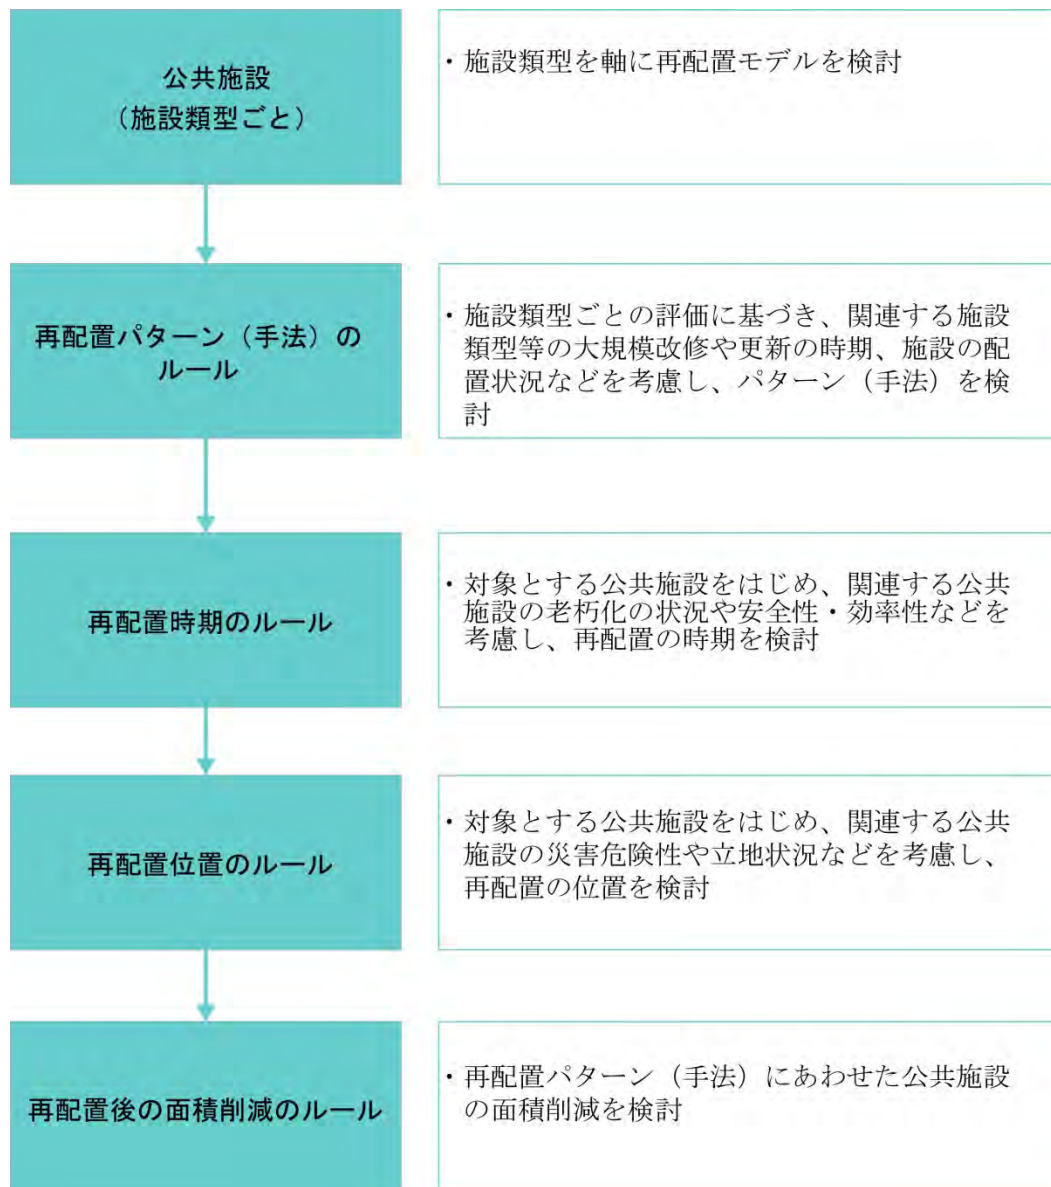 公共施設
（施設類型ごと）
・施設類型を軸に再配置モデルを検討
再配置パターン（手法）の
ルール
・施設類型ごとの評価に基づき、関連する施設
類型等の大規模改修や更新の時期、施設の配
置状況などを考慮し、パターン（手法）を検
討
再配置時期のルール
・対象とする公共施設をはじめ、関連する公共
施設の老朽化の状況や安全性・効率性などを
考慮し、再配置の時期を検討
再配置位置のルール
・対象とする公共施設をはじめ、関連する公共
施設の災害危険性や立地状況などを考慮し、
再配置の位置を検討
再配置後の面積削減のルール
・再配置パターン（手法）にあわせた公共施設
の面積削減を検討